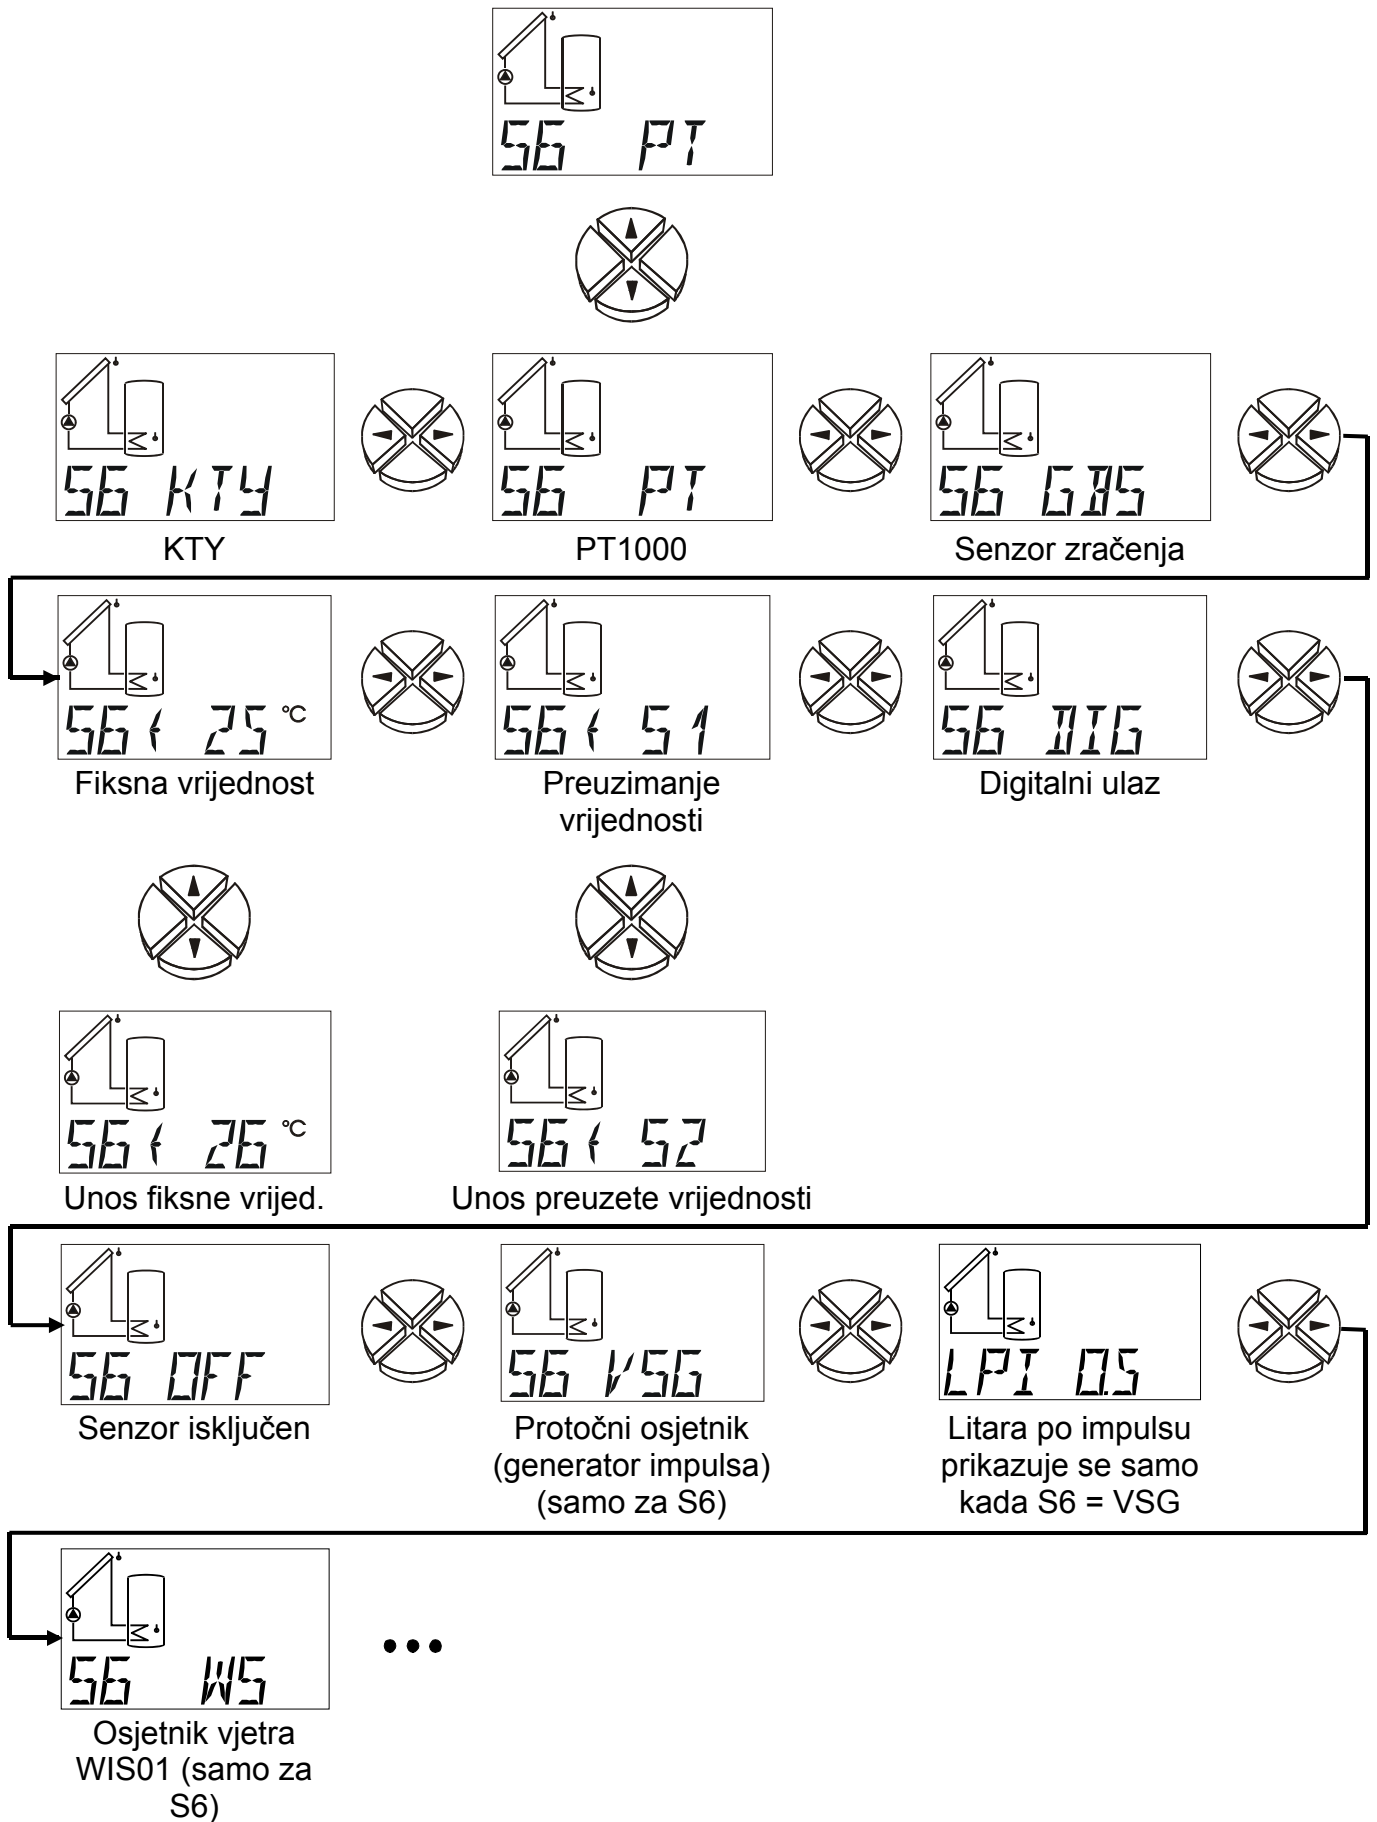 S6 PT
S6 KTY
S6 PT
S6 GBS
KTY
PT1000
Senzor zračenja
S6 25 °C
S6 S1
S6 DIG
Fiksna vrijednost
Preuzimanje
vrijednosti
Digitalni ulaz
S6 26 °C
S6 S2
Unos fiksne vrijed.
Unos preuzete vrijednosti
S6 OFF
S6 VSG
LPI 0.5
Senzor isključen
Protočni osjetnik
(generator impulsa)
(samo za S6)
Litara po impulsu
prikazuje se samo
kada S6 = VSG
S6 WS
•••
Osjetnik vjetra
WIS01 (samo za
S6)